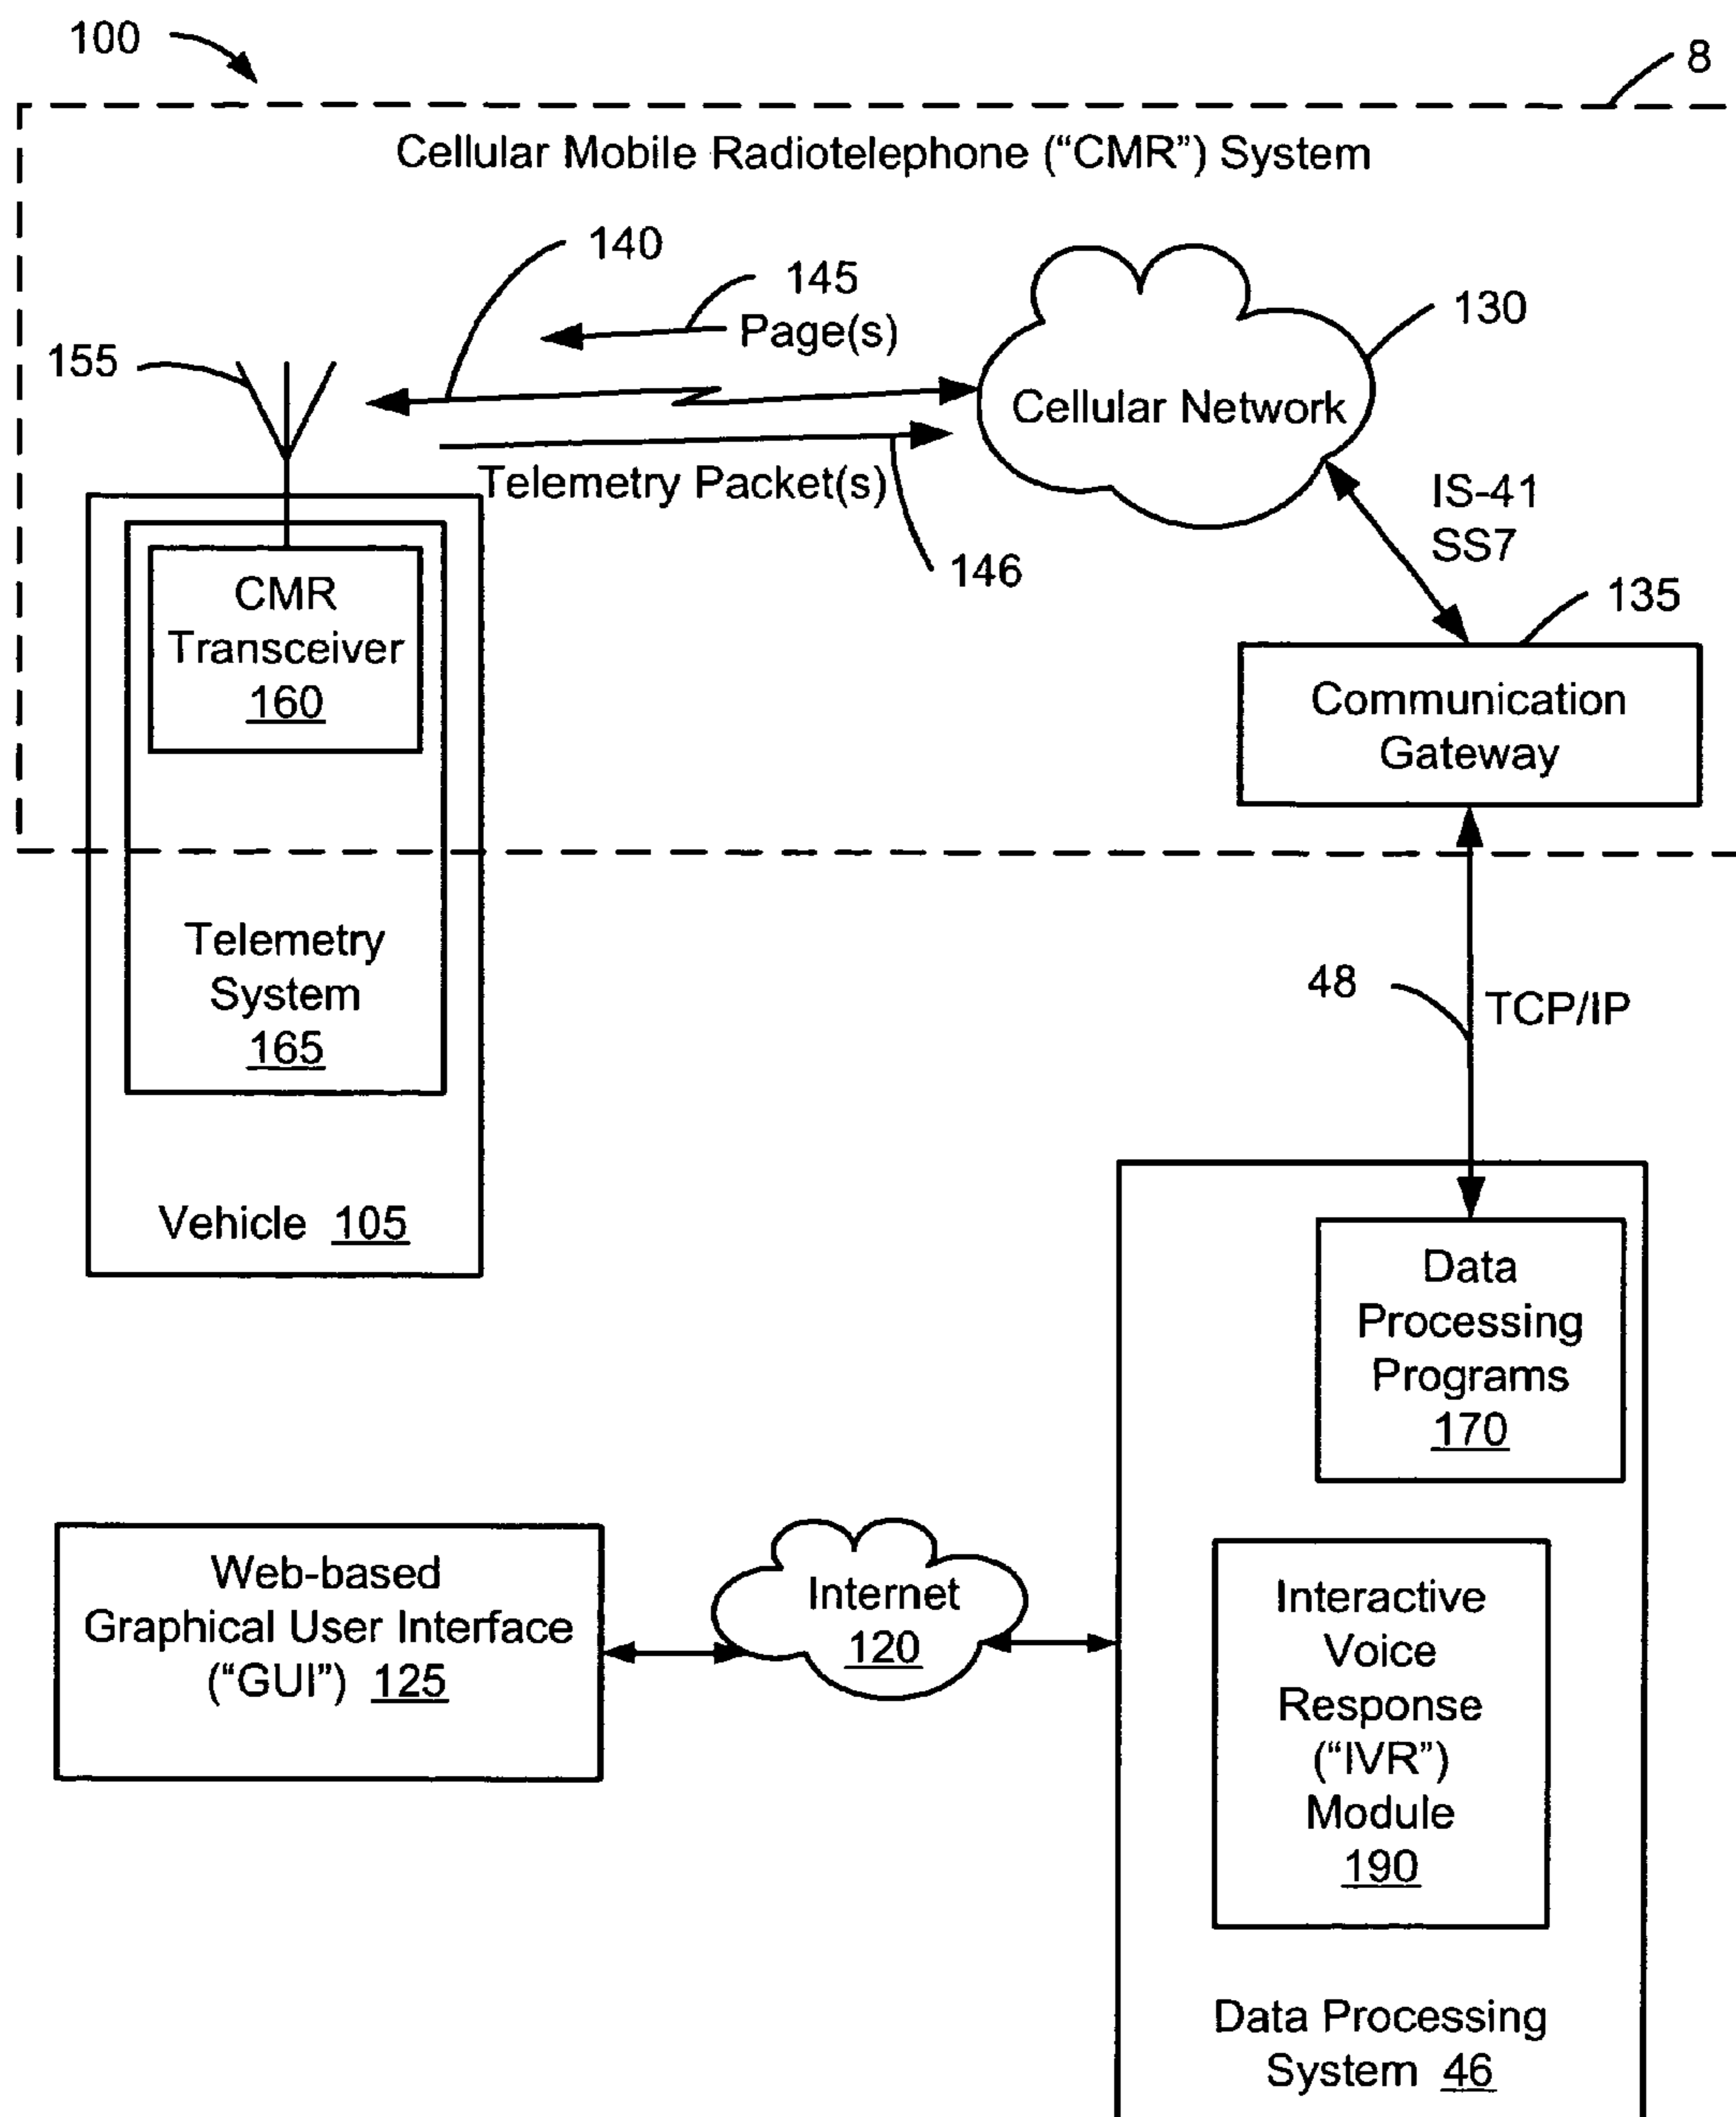 100
8
Cellular Mobile Radiotelephone (“CMR”) System
140
145
Page(s)
130
155
Cellular Network
Telemetry Packet(s)
146
IS-41
SS7
135
CMR
Transceiver
160
Communication
Gateway
Telemetry
System
165
48
TCP/IP
Vehicle 105
Data
Processing
Programs
170
Web-based
Graphical User Interface
(“GUI”) 125
Internet
120
Interactive
Voice
Response
(“IVR”)
Module
190
Data Processing
System 46